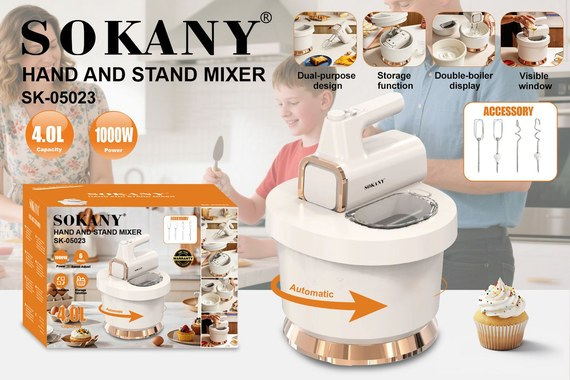 SOKANY®
HAND AND STAND MIXER
SK-05023
4.0L
Capacity
1000W
Power
Dual-purpose
design
Storage
function
Double-boiler
display
Visible
window
ACCESSORY
SOKANY
Automatic
SOKANY
HAND AND STAND MIXER
SK-05023
ACCESSORY
4.0L